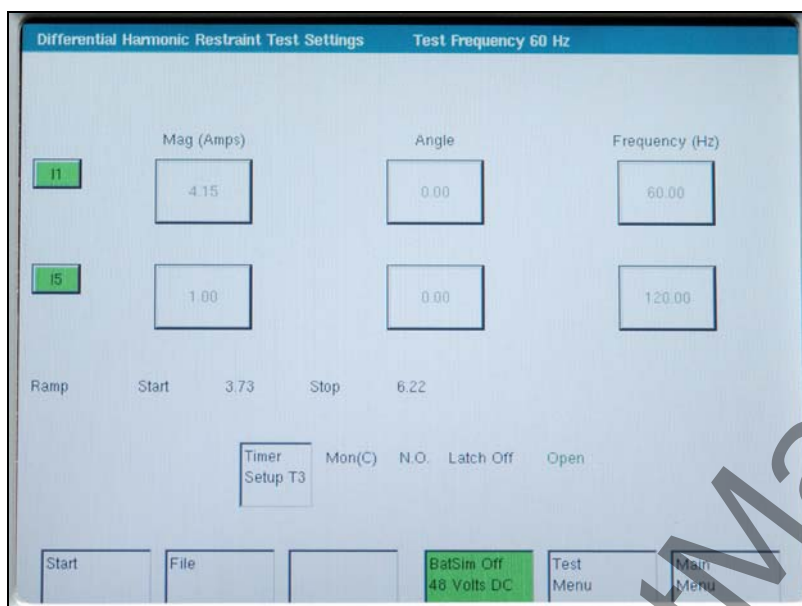 Differential Harmonic Restraint Test Settings Test Frequency 60 Hz
Mag (Amps) Angle Frequency (Hz)
I1 4.15 0.00 60.00
I5 1.00 0.00 120.00
Ramp Start 3.73 Stop 6.22
Timer Setup T3 Mon(C) N.O. Latch Off Open
Start File BatSim Off Test Main
48 Volts DC Menu Menu